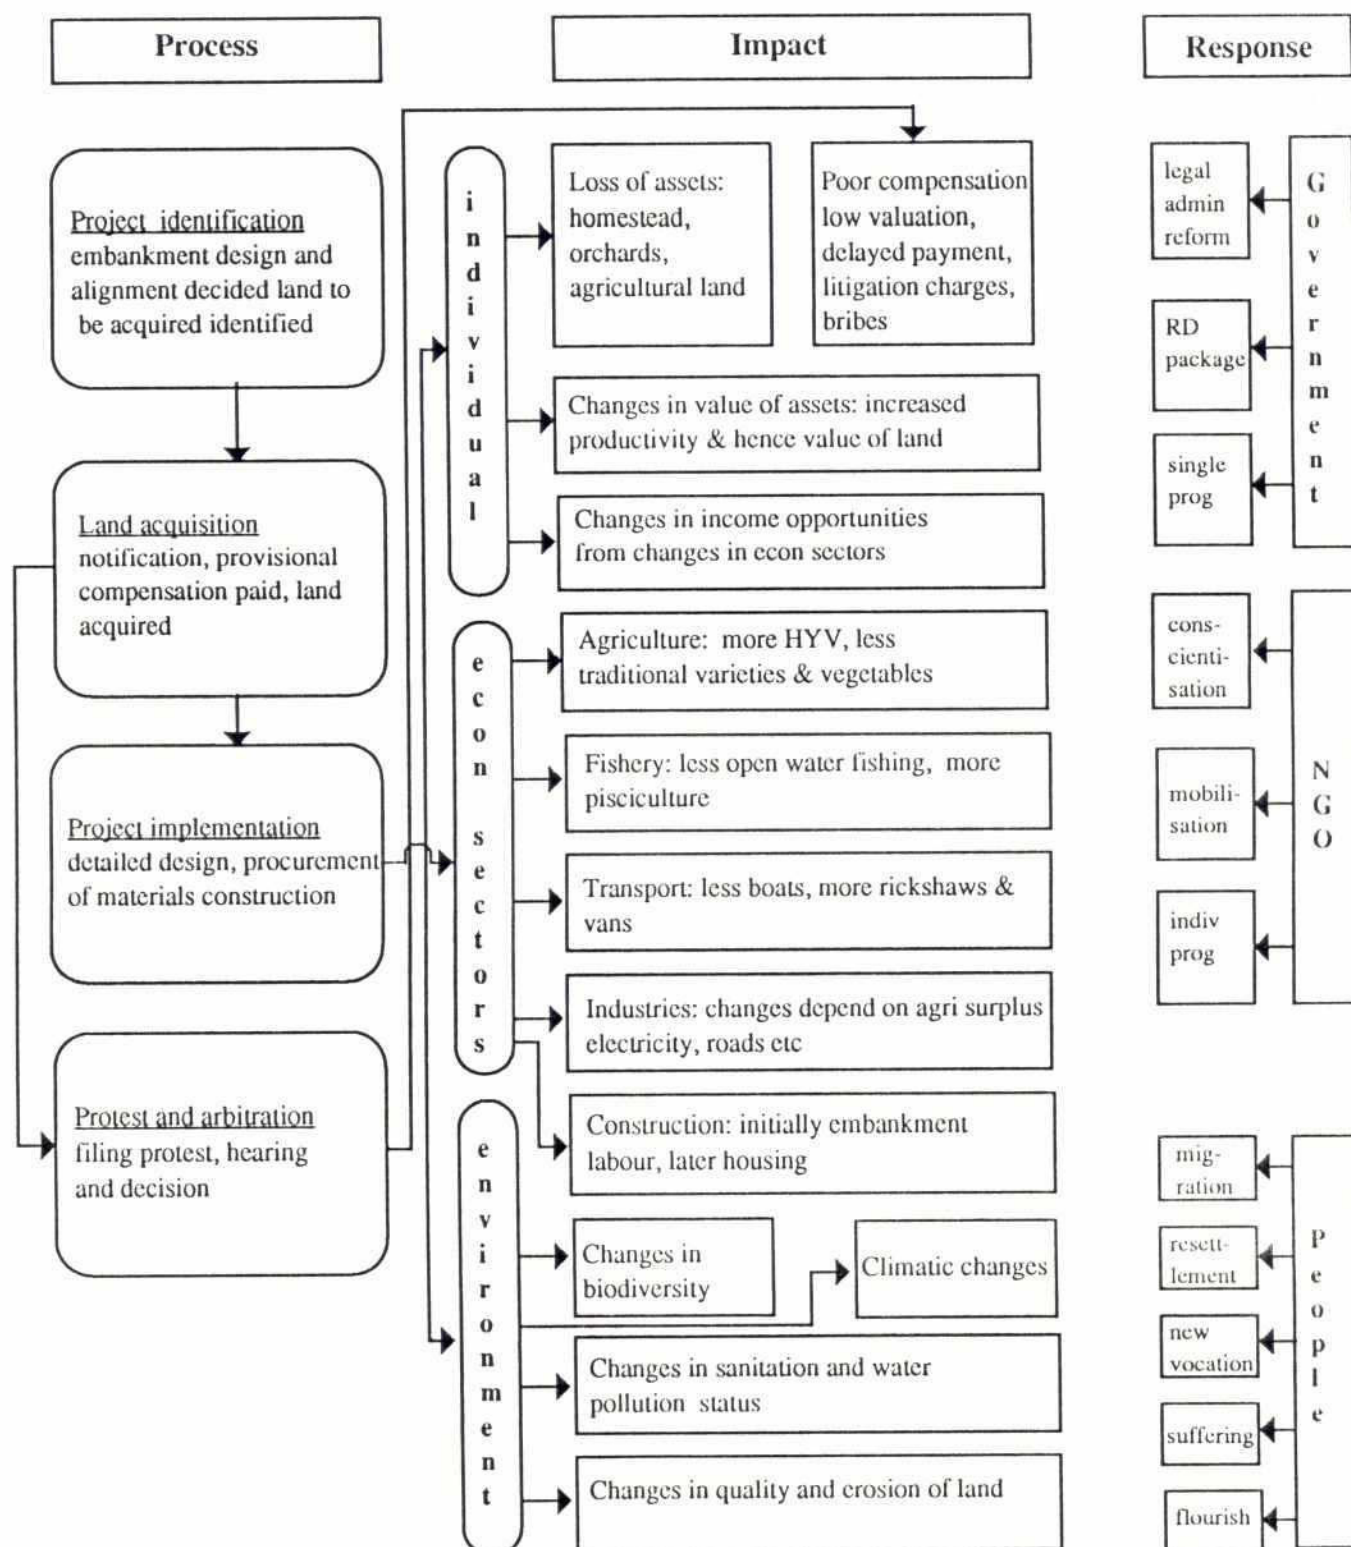 Process
Impact
Response
Project identification
embankment design and
alignment decided land to
be acquired identified
Land acquisition
notification, provisional
compensation paid, land
acquired
Project implementation
detailed design, procurement
of materials construction
Protest and arbitration
filing protest, hearing
and decision
individual
Loss of assets:
homestead,
orchards,
agricultural land
Poor compensation
low valuation,
delayed payment,
litigation charges,
bribes
Changes in value of assets: increased
productivity & hence value of land
Changes in income opportunities
from changes in econ sectors
econ sectors
Agriculture: more HYV, less
traditional varieties & vegetables
Fishery: less open water fishing, more
pisciculture
Transport: less boats, more rickshaws &
vans
Industries: changes depend on agri surplus
electricity, roads etc
Construction: initially embankment
labour, later housing
environment
Changes in
biodiversity
Climatic changes
Changes in sanitation and water
pollution status
Changes in quality and erosion of land
Government
legal
admin
reform
RD
package
single
prog
NGO
cons-
cienti-
sation
mobili-
sation
indiv
prog
People
mig-
ration
resett-
lement
new
vocation
suffering
flourish